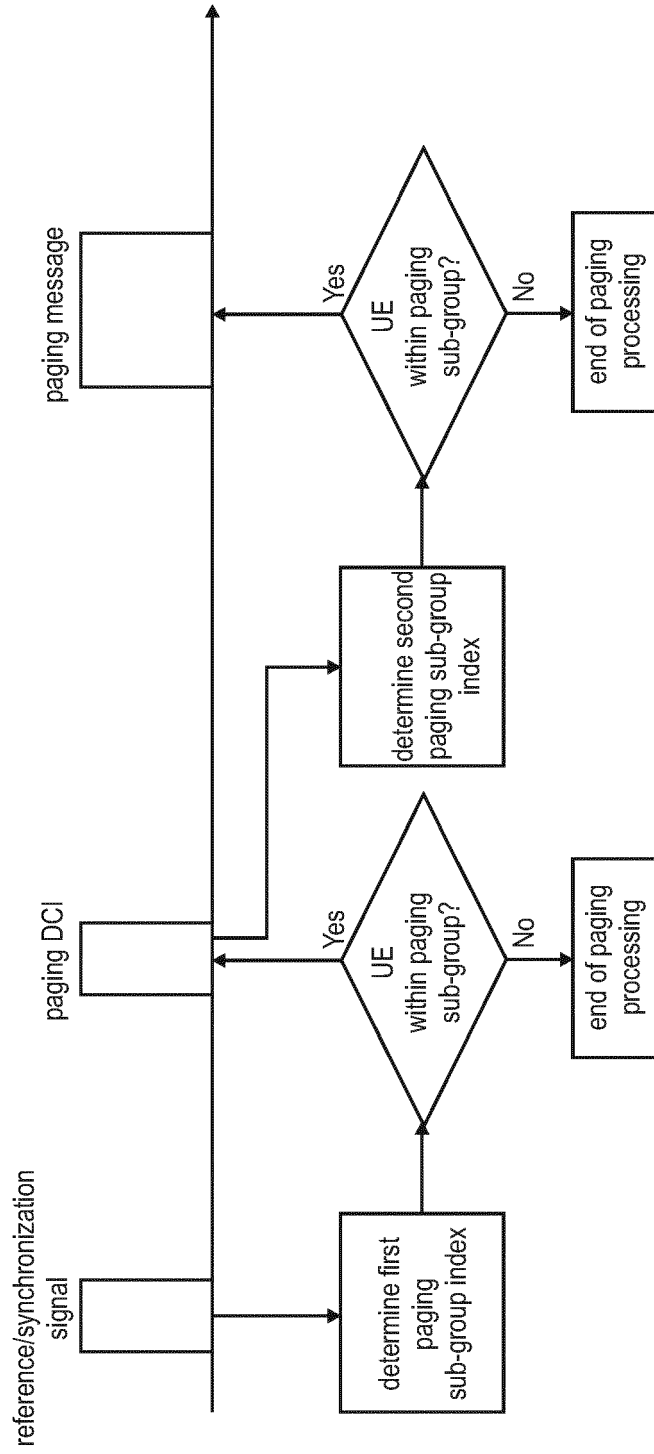 reference/synchronization
signal
paging DCI
paging message
determine first
paging
sub-group index
UE
within paging
sub-group?
Yes
No
end of paging
processing
determine second
paging sub-group
index
UE
within paging
sub-group?
Yes
No
end of paging
processing